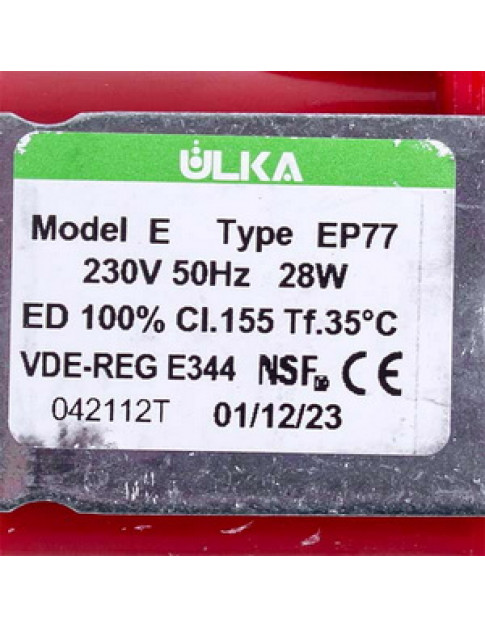 ULKA
Model E Type EP77
230V 50Hz 28W
ED 100% Cl.155 Tf.35°C
VDE-REG E344 NSF® CE
042112T 01/12/23